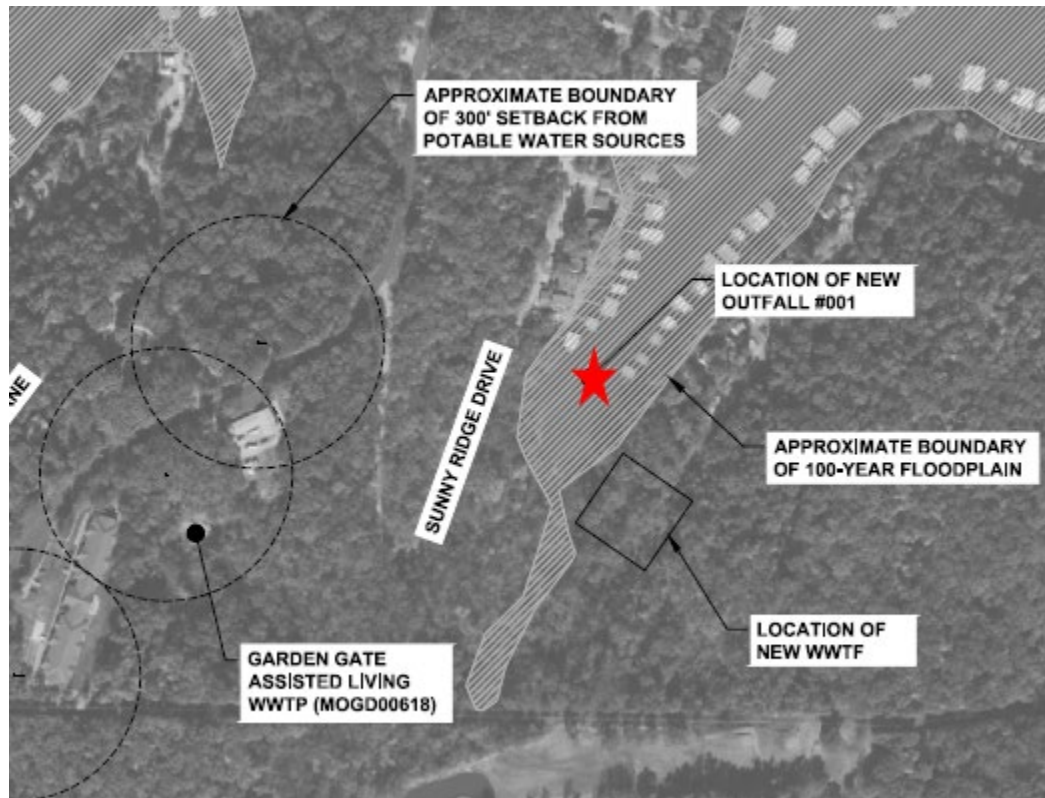 APPROXIMATE BOUNDARY
OF 300' SETBACK FROM
POTABLE WATER SOURCES
LOCATION OF NEW
OUTFALL #001
SUNNY RIDGE DRIVE
APPROXIMATE BOUNDARY
OF 100-YEAR FLOODPLAIN
LOCATION OF
NEW WWTF
GARDEN GATE
ASSISTED LIVING
WWTP (MOGD00618)